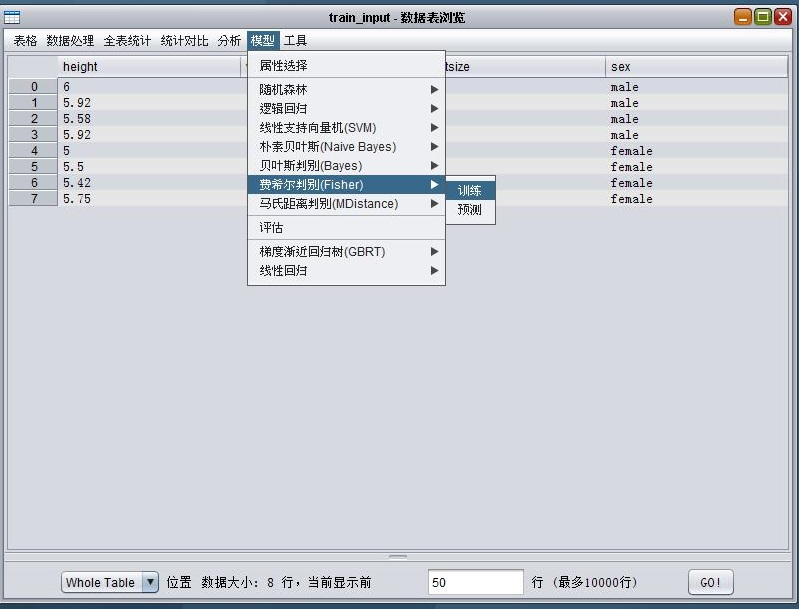 train_input - 数据表浏览
表格 数据处理 全表统计 统计对比 分析 模型 工具
height tsize sex
0 6 male
1 5.92 male
2 5.58 male
3 5.92 male
4 5 female
5 5.5 female
6 5.42 female
7 5.75 female
属性选择
随机森林
逻辑回归
线性支持向量机(SVM)
朴素贝叶斯(Naive Bayes)
贝叶斯判别(Bayes)
费希尔判别(Fisher)
马氏距离判别(MDistance)
评估
梯度渐近回归树(GBRT)
线性回归
训练
预测
Whole Table 位置 数据大小: 8 行，当前显示前 50 行 (最多10000行) GO!